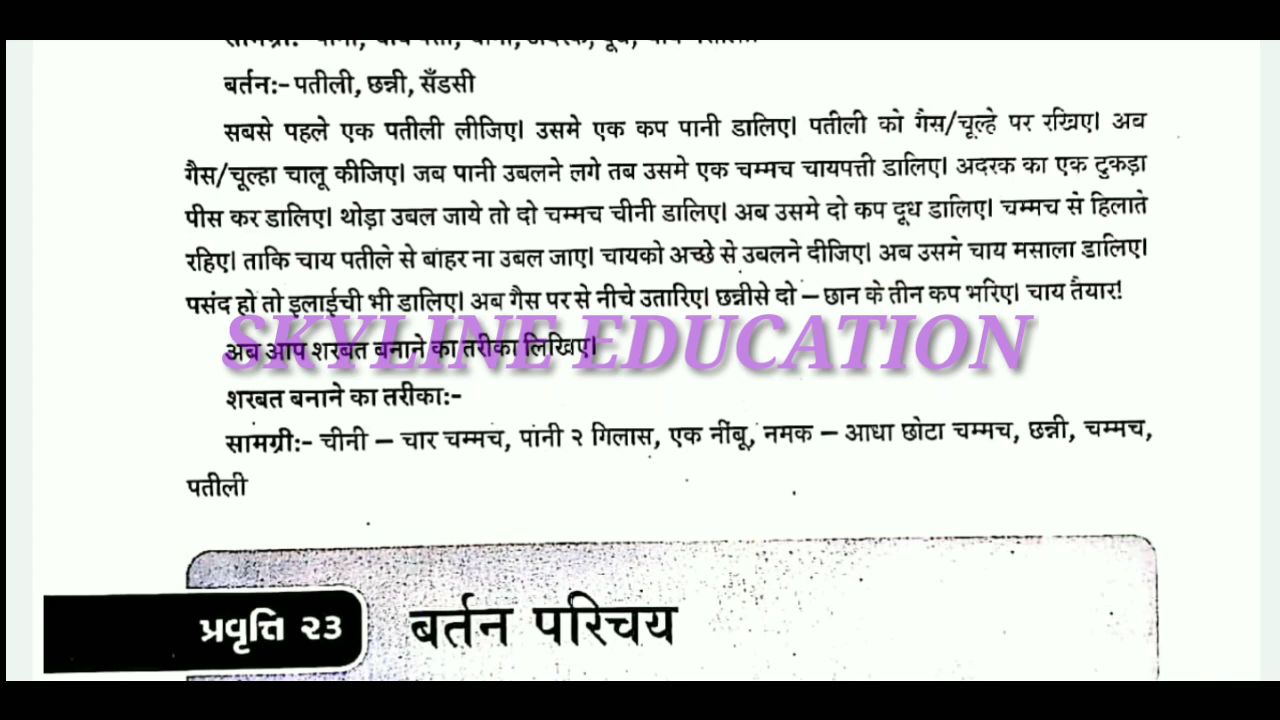 बर्तनः- पतीली, छन्नी, सँडसी
सबसे पहले एक पतीली लीजिए। उसमे एक कप पानी डालिए। पतीली को गैस/चूल्हे पर रखिए। अब
गैस/चूल्हा चालू कीजिए। जब पानी उबलने लगे तब उसमे एक चम्मच चायपत्ती डालिए। अदरक का एक टुकड़ा
पीस कर डालिए। थोड़ा उबल जाये तो दो चम्मच चीनी डालिए। अब उसमे दो कप दूध डालिए। चम्मच से हिलाते
रहिए। ताकि चाय पतीले से बाहर ना उबल जाए। चायको अच्छे से उबलने दीजिए। अब उसमे चाय मसाला डालिए।
पसंद हो तो इलाईची भी डालिए। अब गैस पर से नीचे उतारिए। छन्नीसे दो – छान के तीन कप भरिए। चाय तैयार!
SKYLINE EDUCATION
अब आप शरबत बनाने का तरीका लिखिए।
शरबत बनाने का तरीकाः-
सामग्रीः- चीनी – चार चम्मच, पानी २ गिलास, एक नींबू, नमक – आधा छोटा चम्मच, छन्नी, चम्मच,
पतीली
प्रवृत्ति २३ बर्तन परिचय